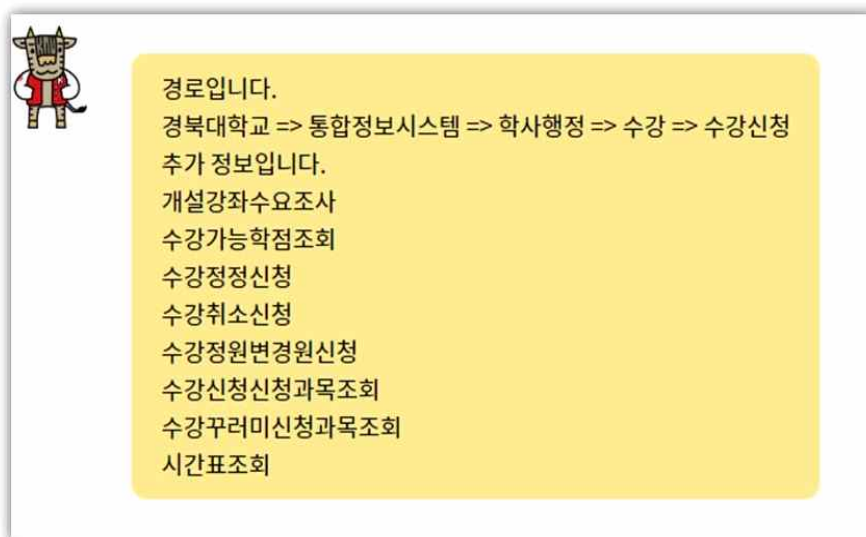 경로입니다.
경북대학교 => 통합정보시스템 => 학사행정 => 수강 => 수강신청
추가 정보입니다.
개설강좌수요조사
수강가능학점조회
수강정정신청
수강취소신청
수강정원변경원신청
수강신청신청과목조회
수강꾸러미신청과목조회
시간표조회